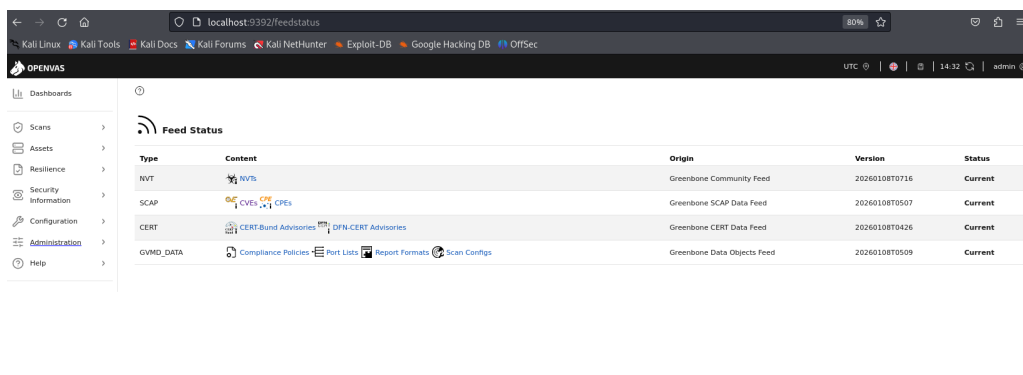 localhost:9392/feedstatus 80%
Kali Linux Kali Tools Kali Docs Kali Forums Kali NetHunter Exploit-DB Google Hacking DB OffSec
OPENVAS UTC 14:32 admin
Dashboards
Scans
Assets
Resilience
Security Information
Configuration
Administration
Help
Feed Status
Type Content Origin Version Status
NVT NVTs Greenbone Community Feed 20260108T0716 Current
SCAP CVEs CPEs Greenbone SCAP Data Feed 20260108T0507 Current
CERT CERT-Bund Advisories DFN-CERT Advisories Greenbone CERT Data Feed 20260108T0426 Current
GVMD_DATA Compliance Policies Port Lists Report Formats Scan Configs Greenbone Data Objects Feed 20260108T0509 Current